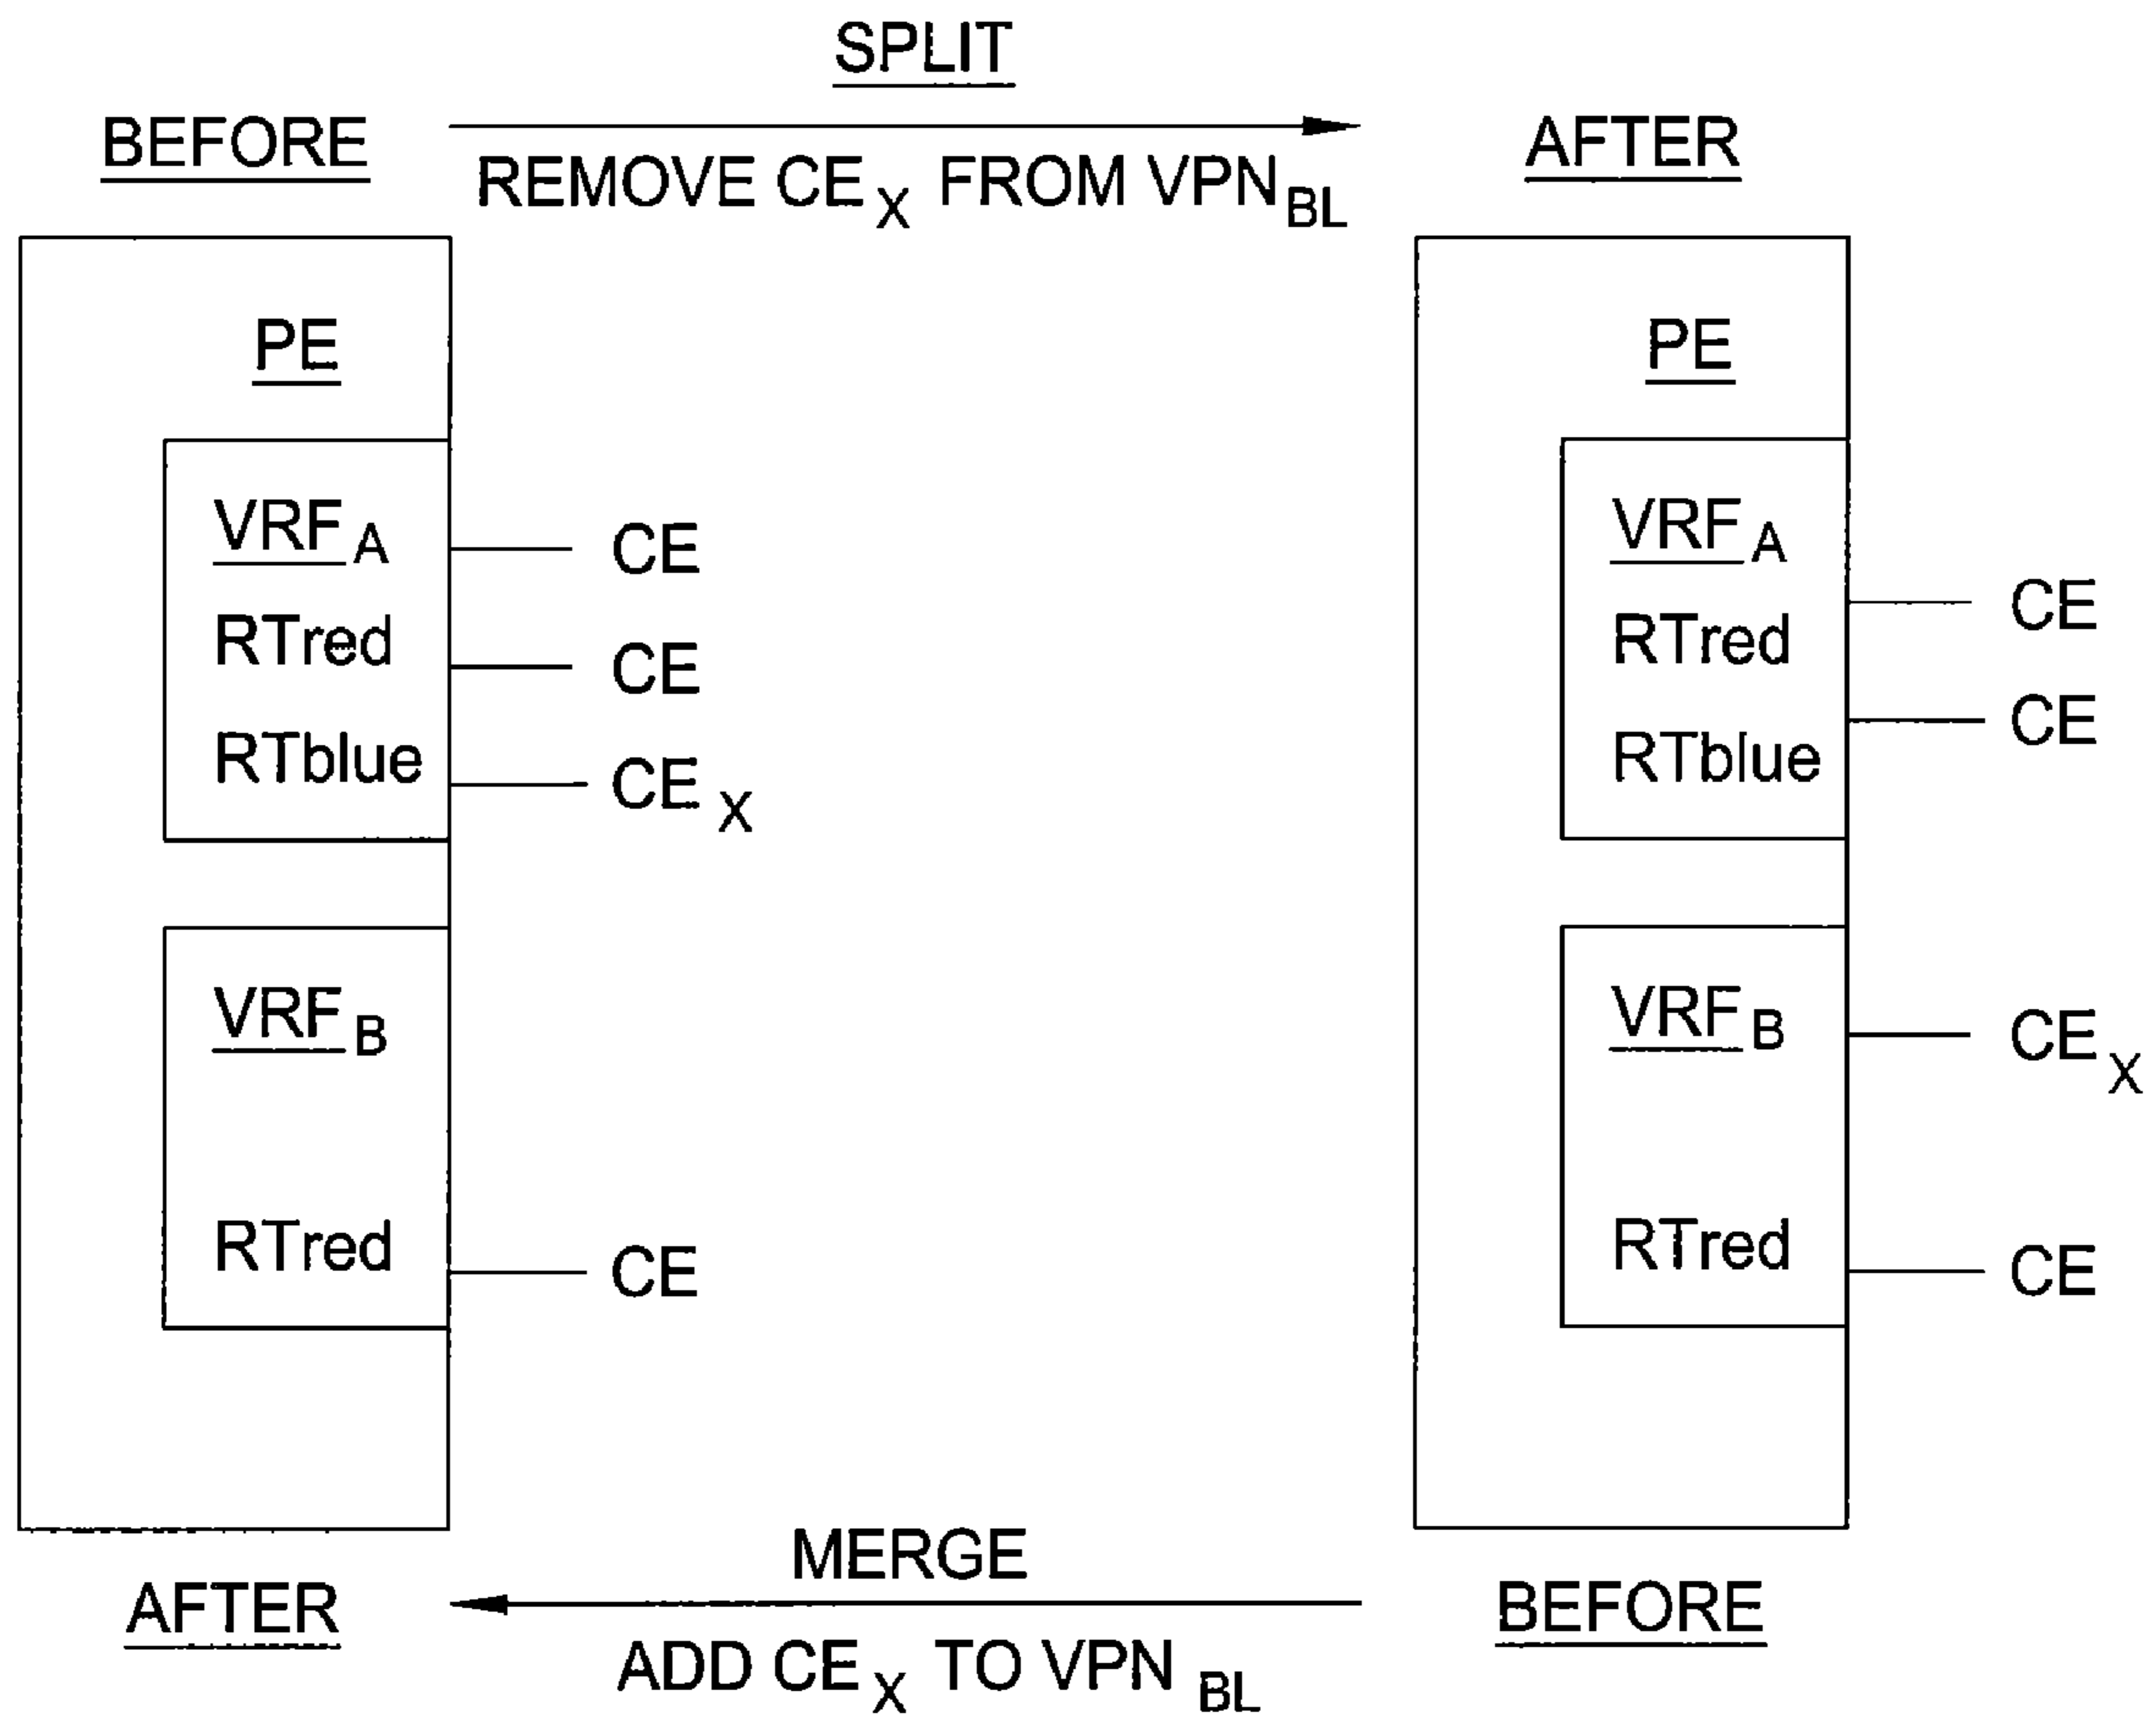 SPLIT
BEFORE
REMOVE CE X FROM VPN BL
AFTER
PE
VRF A
CE
RTred
CE
RTblue
CE X
VRF B
RTred
CE
PE
VRF A
CE
RTred
CE
RTblue
VRF B
CE X
RTred
CE
MERGE
AFTER
ADD CE X TO VPN BL
BEFORE